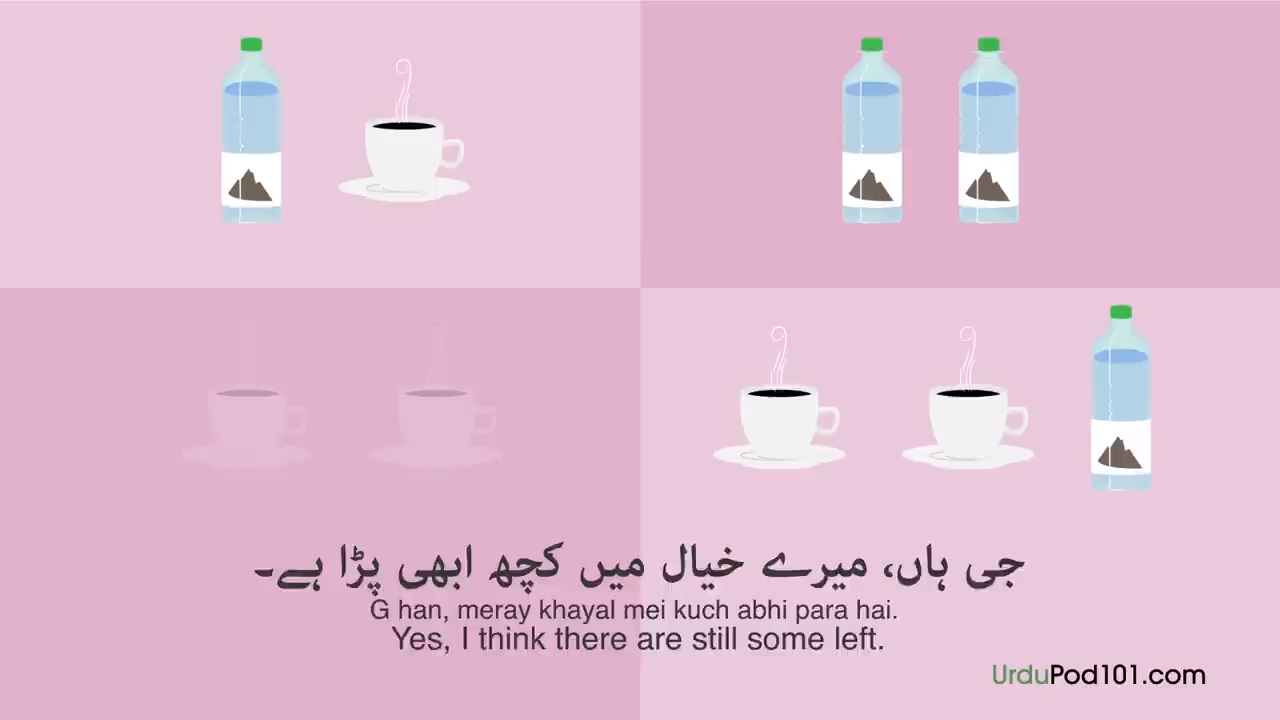 جی ہاں، میرے خیال میں کچھ ابھی پڑا ہے۔
G han, meray khayal mei kuch abhi para hai.
Yes, I think there are still some left.
UrduPod101.com